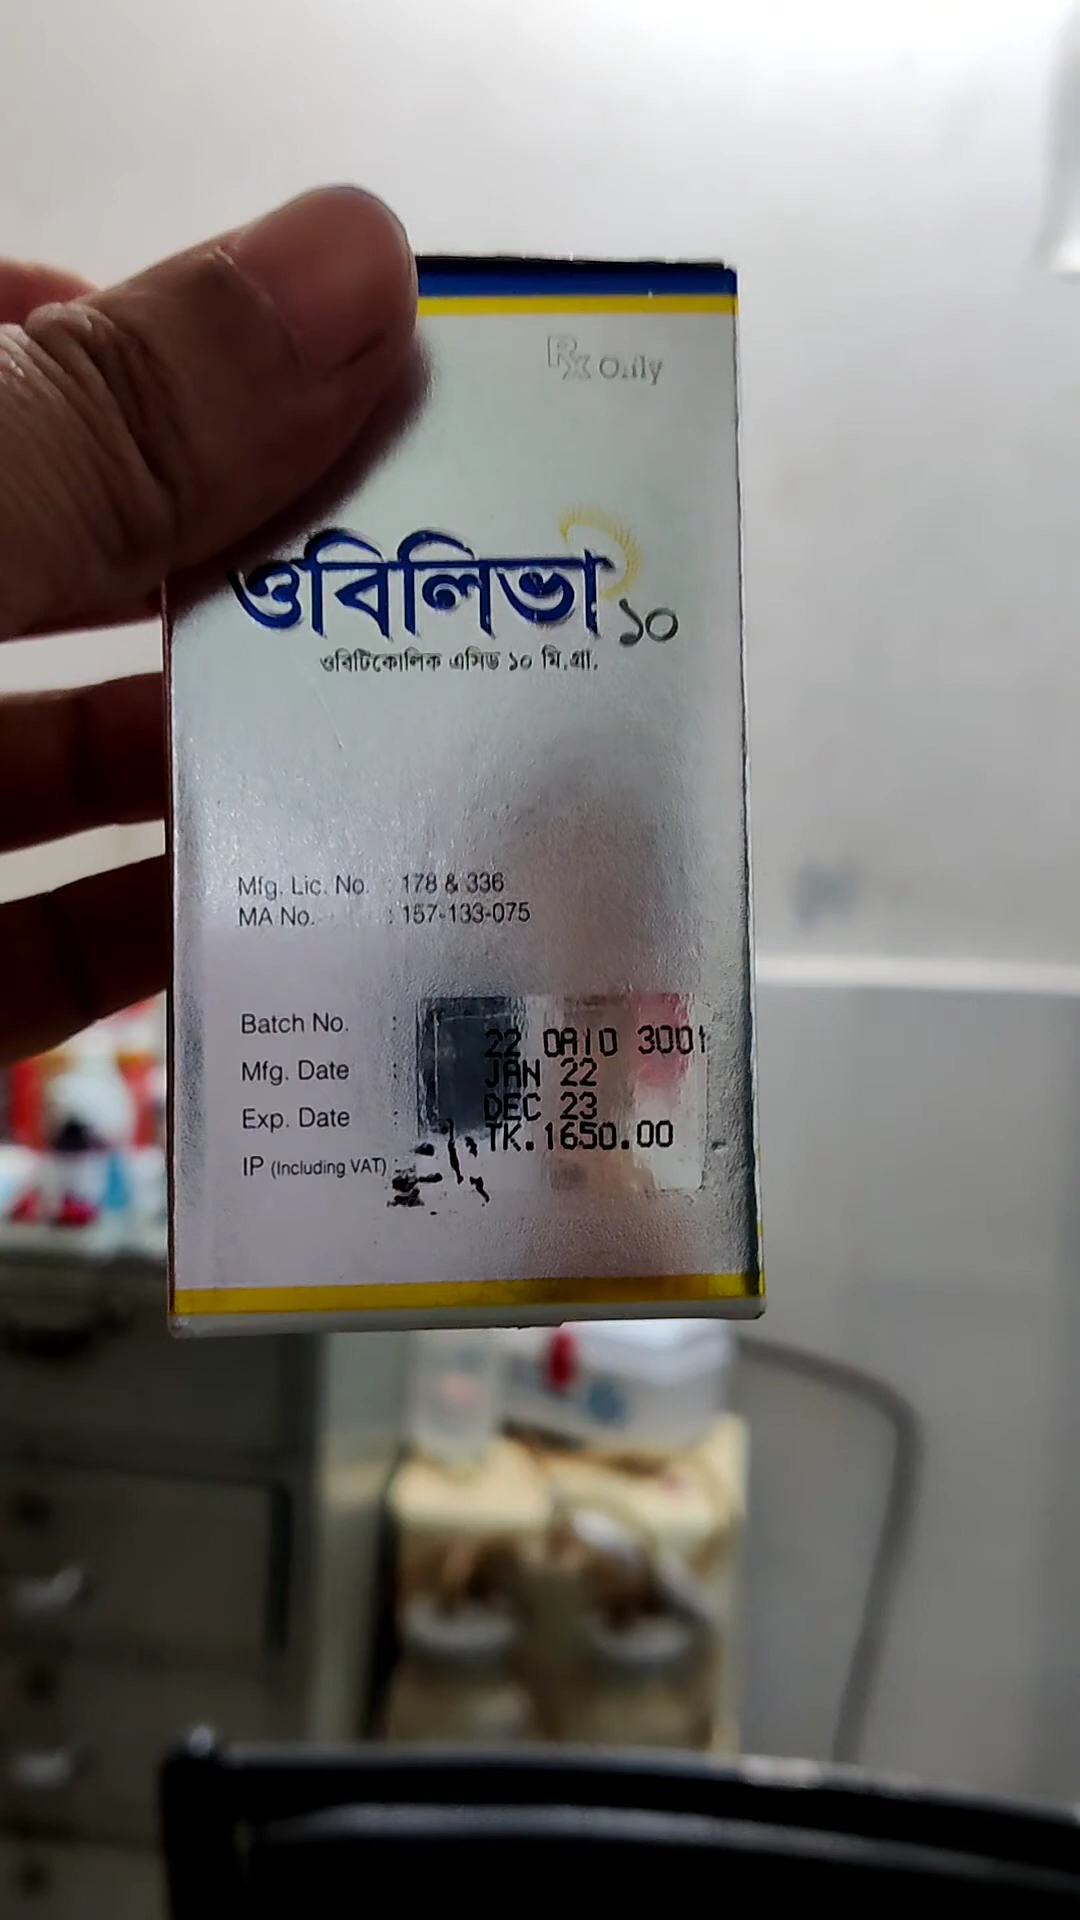 Rx Only
ওবিলিভা ১০
ওবিটিকোলিক এসিড ১০ মি.গ্রা.
Mfg. Lic. No. : 178 & 336
MA No. : 157-133-075
Batch No. : 22 OA10 3001
Mfg. Date : JAN 22
Exp. Date : DEC 23
IP (Including VAT) : TK.1650.00